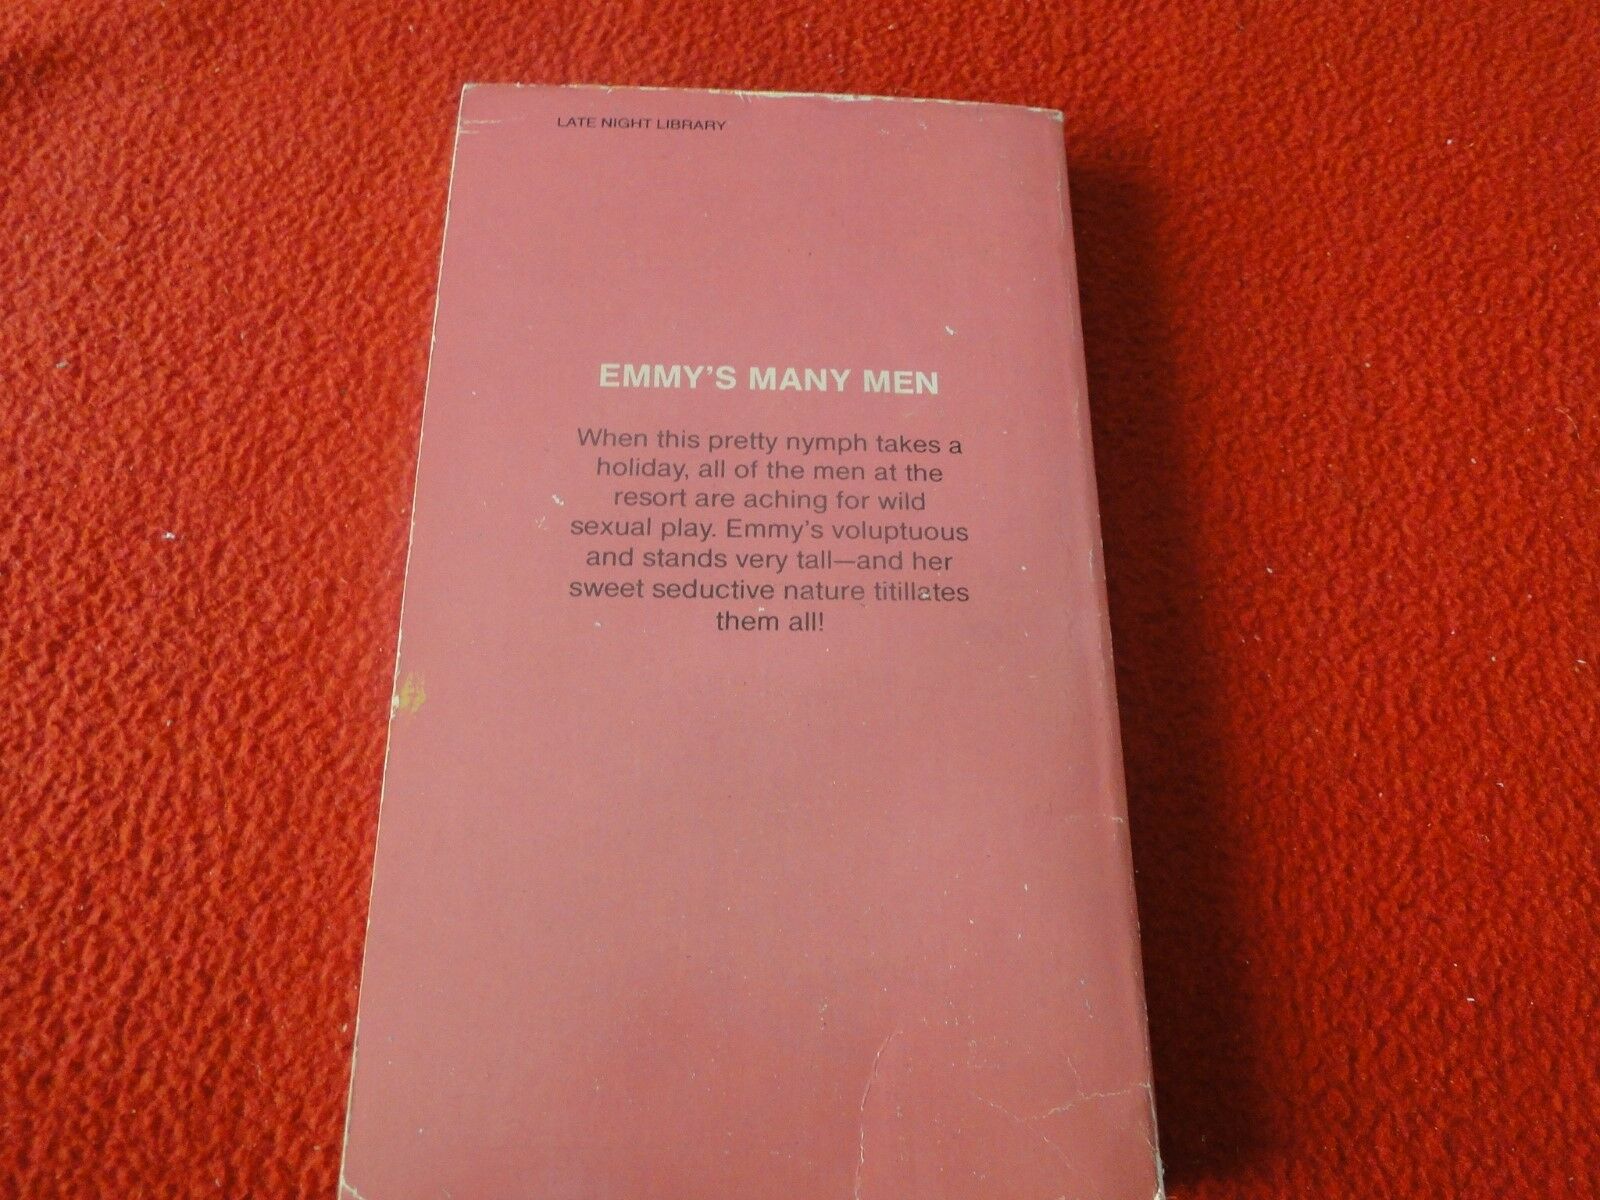 LATE NIGHT LIBRARY
EMMY'S MANY MEN
When this pretty nymph takes a
holiday, all of the men at the
resort are aching for wild
sexual play. Emmy's voluptuous
and stands very tall—and her
sweet seductive nature titillates
them all!